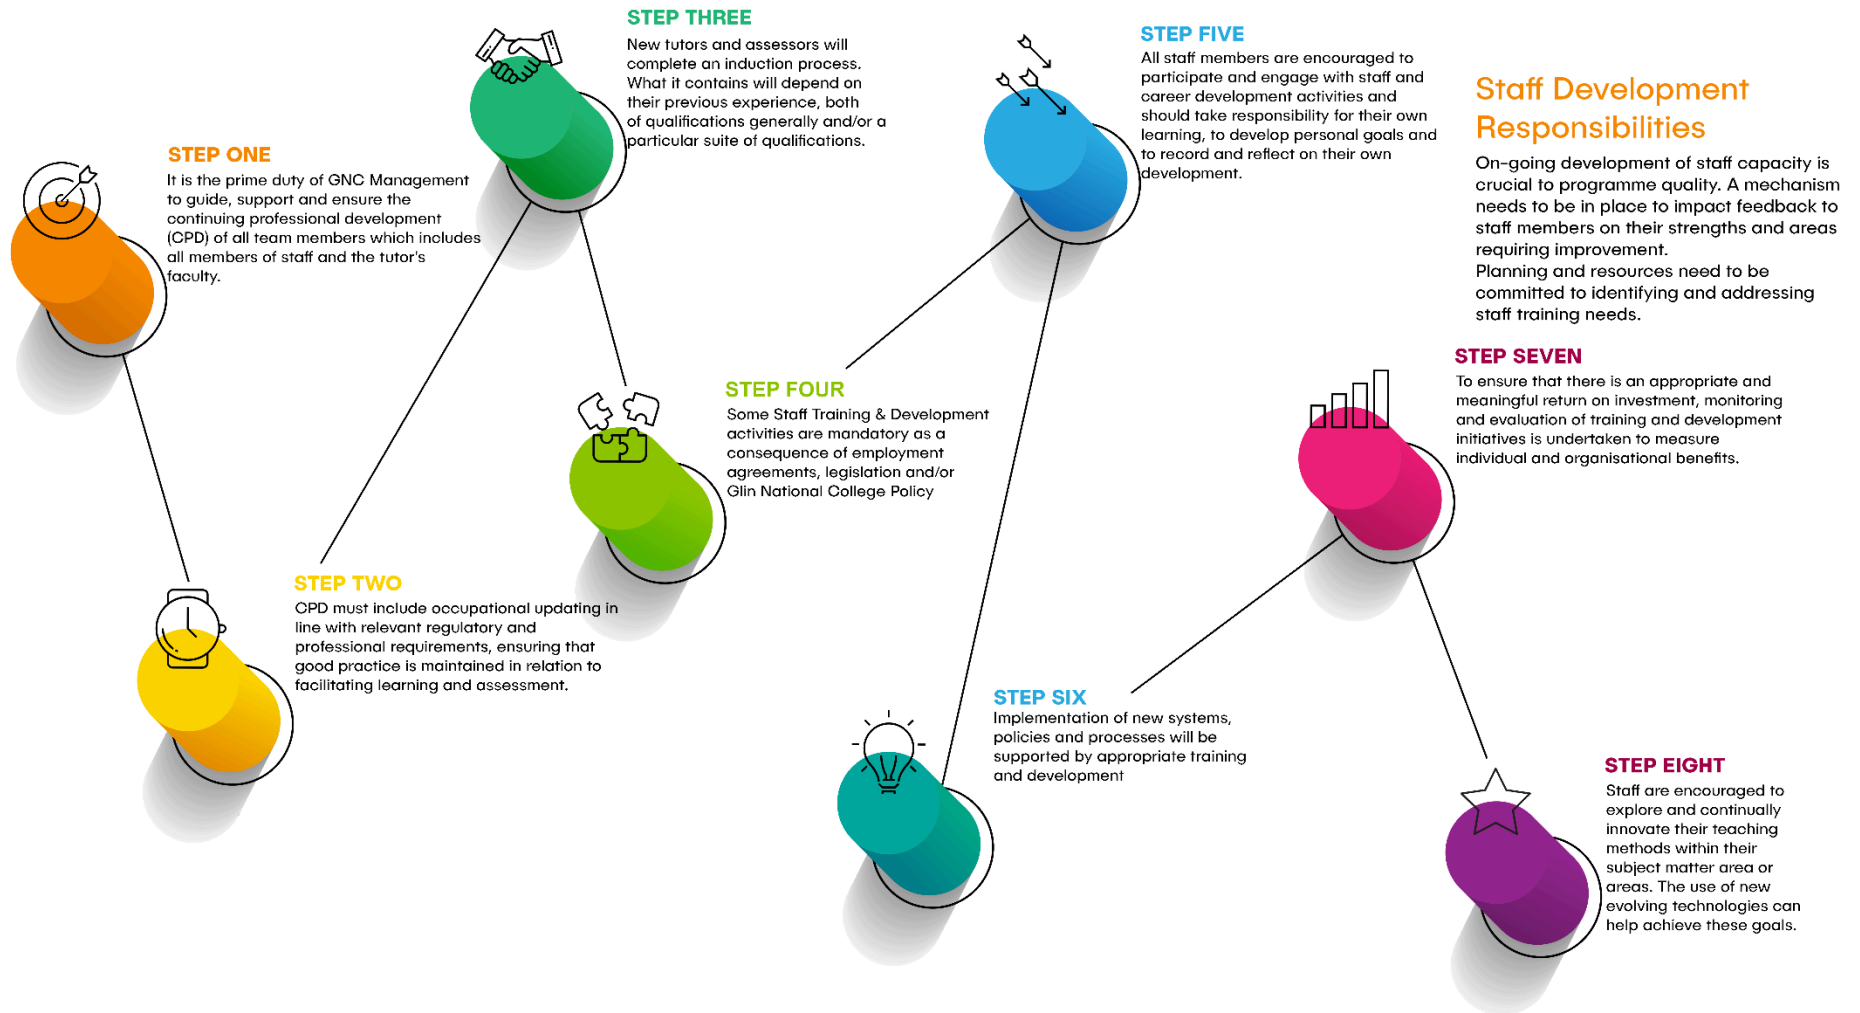 STEP ONE
It is the prime duty of GNC Management
to guide, support and ensure the
continuing professional development
(CPD) of all team members which includes
all members of staff and the tutor's
faculty.
STEP TWO
CPD must include occupational updating in
line with relevant regulatory and
professional requirements, ensuring that
good practice is maintained in relation to
facilitating learning and assessment.
STEP THREE
New tutors and assessors will
complete an induction process.
What it contains will depend on
their previous experience, both
of qualifications generally and/or a
particular suite of qualifications.
STEP FOUR
Some Staff Training & Development
activities are mandatory as a
consequence of employment
agreements, legislation and/or
Glin National College Policy
STEP FIVE
All staff members are encouraged to
participate and engage with staff and
career development activities and
should take responsibility for their own
learning, to develop personal goals and
to record and reflect on their own
development.
STEP SIX
Implementation of new systems,
policies and processes will be
supported by appropriate training
and development
Staff Development
Responsibilities
On-going development of staff capacity is
crucial to programme quality. A mechanism
needs to be in place to impact feedback to
staff members on their strengths and areas
requiring improvement.
Planning and resources need to be
committed to identifying and addressing
staff training needs.
STEP SEVEN
To ensure that there is an appropriate and
meaningful return on investment, monitoring
and evaluation of training and development
initiatives is undertaken to measure
individual and organisational benefits.
STEP EIGHT
Staff are encouraged to
explore and continually
innovate their teaching
methods within their
subject matter area or
areas. The use of new
evolving technologies can
help achieve these goals.